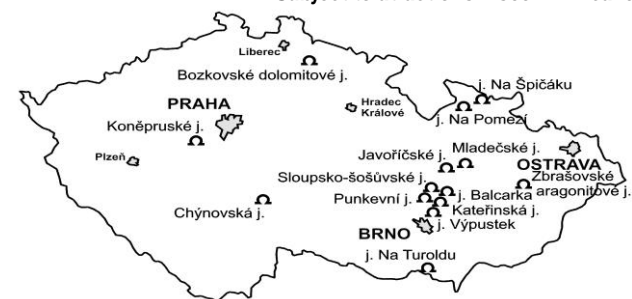 Liberec
Bozkovské dolomitové j.
j. Na Špičáku
PRAHA
Hradec
Králové
j. Na Pomezí
Koněpruské j.
Plzeň
Javoříčské j.
Mladečské j.
OSTRAVA
Sloupsko-šošůvské j.
Zbrašovské
aragonitové j.
Punkevní j.
j. Balcarka
Chýnovská j.
Kateřinská j.
j. Výpustek
BRNO
j. Na Turoldu